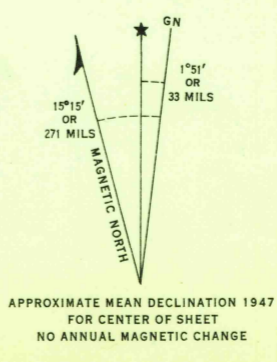 GN
1°51'
OR
33 MILS
15°15'
OR
271 MILS
MAGNETIC NORTH
APPROXIMATE MEAN DECLINATION 1947
FOR CENTER OF SHEET
NO ANNUAL MAGNETIC CHANGE